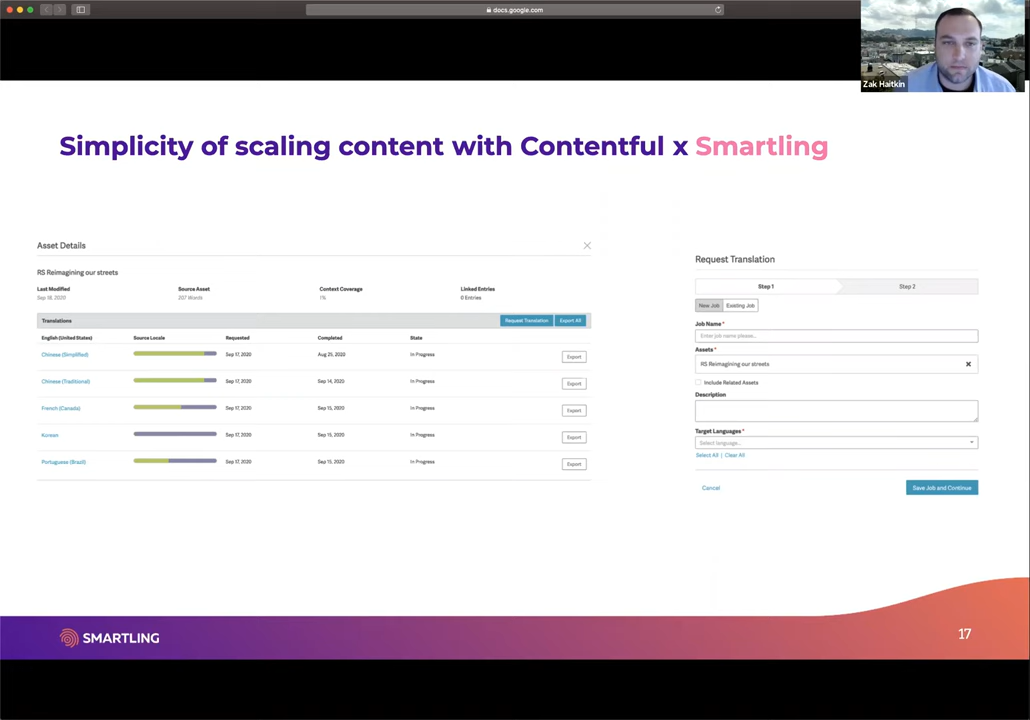 docs.google.com
Zak Haitkin
Simplicity of scaling content with Contentful x Smartling
Asset Details
RS Reimagining our streets
Last Modified Source Asset Context Coverage Linked Entries
Sep 18, 2020 207 Words 1% 0 Entries
Translations Request Translation Export All
English (United States) Source Locale Requested Completed State
Chinese (Simplified) Sep 17, 2020 Aug 25, 2020 In Progress Export
Chinese (Traditional) Sep 17, 2020 Sep 14, 2020 In Progress Export
French (Canada) Sep 17, 2020 Sep 15, 2020 In Progress Export
Korean Sep 17, 2020 Sep 15, 2020 In Progress Export
Portuguese (Brazil) Sep 17, 2020 Sep 15, 2020 In Progress Export
Request Translation
Step 1 Step 2
New Job Existing Job
Job Name*
Enter job name please...
Assets*
RS Reimagining our streets
Include Related Assets
Description
Target Languages*
Select language...
Select All | Clear All
Cancel Save Job and Continue
SMARTLING
17